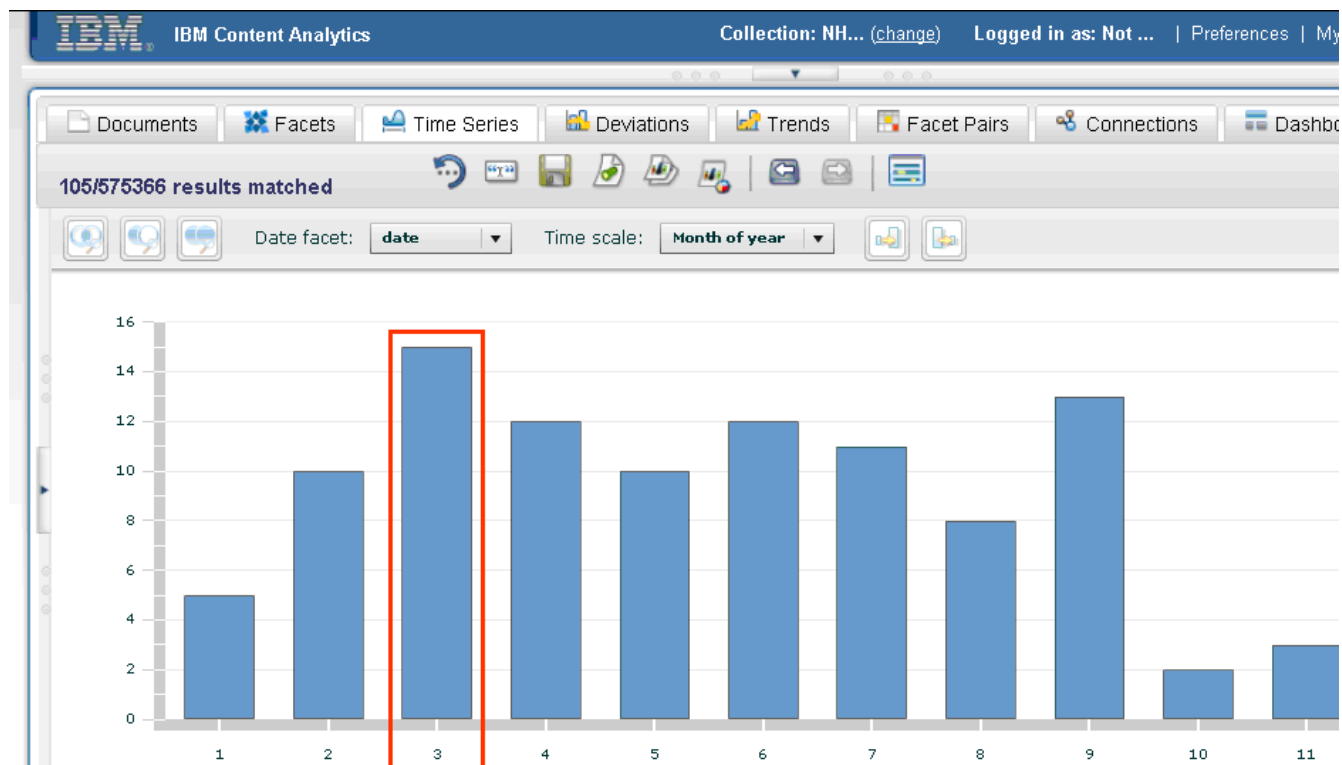 IBM IBM Content Analytics Collection: NH... (change) Logged in as: Not ... | Preferences | My
Documents Facets Time Series Deviations Trends Facet Pairs Connections Dashbo
105/575366 results matched
Date facet: date Time scale: Month of year
16
14
12
10
8
6
4
2
0
1 2 3 4 5 6 7 8 9 10 11